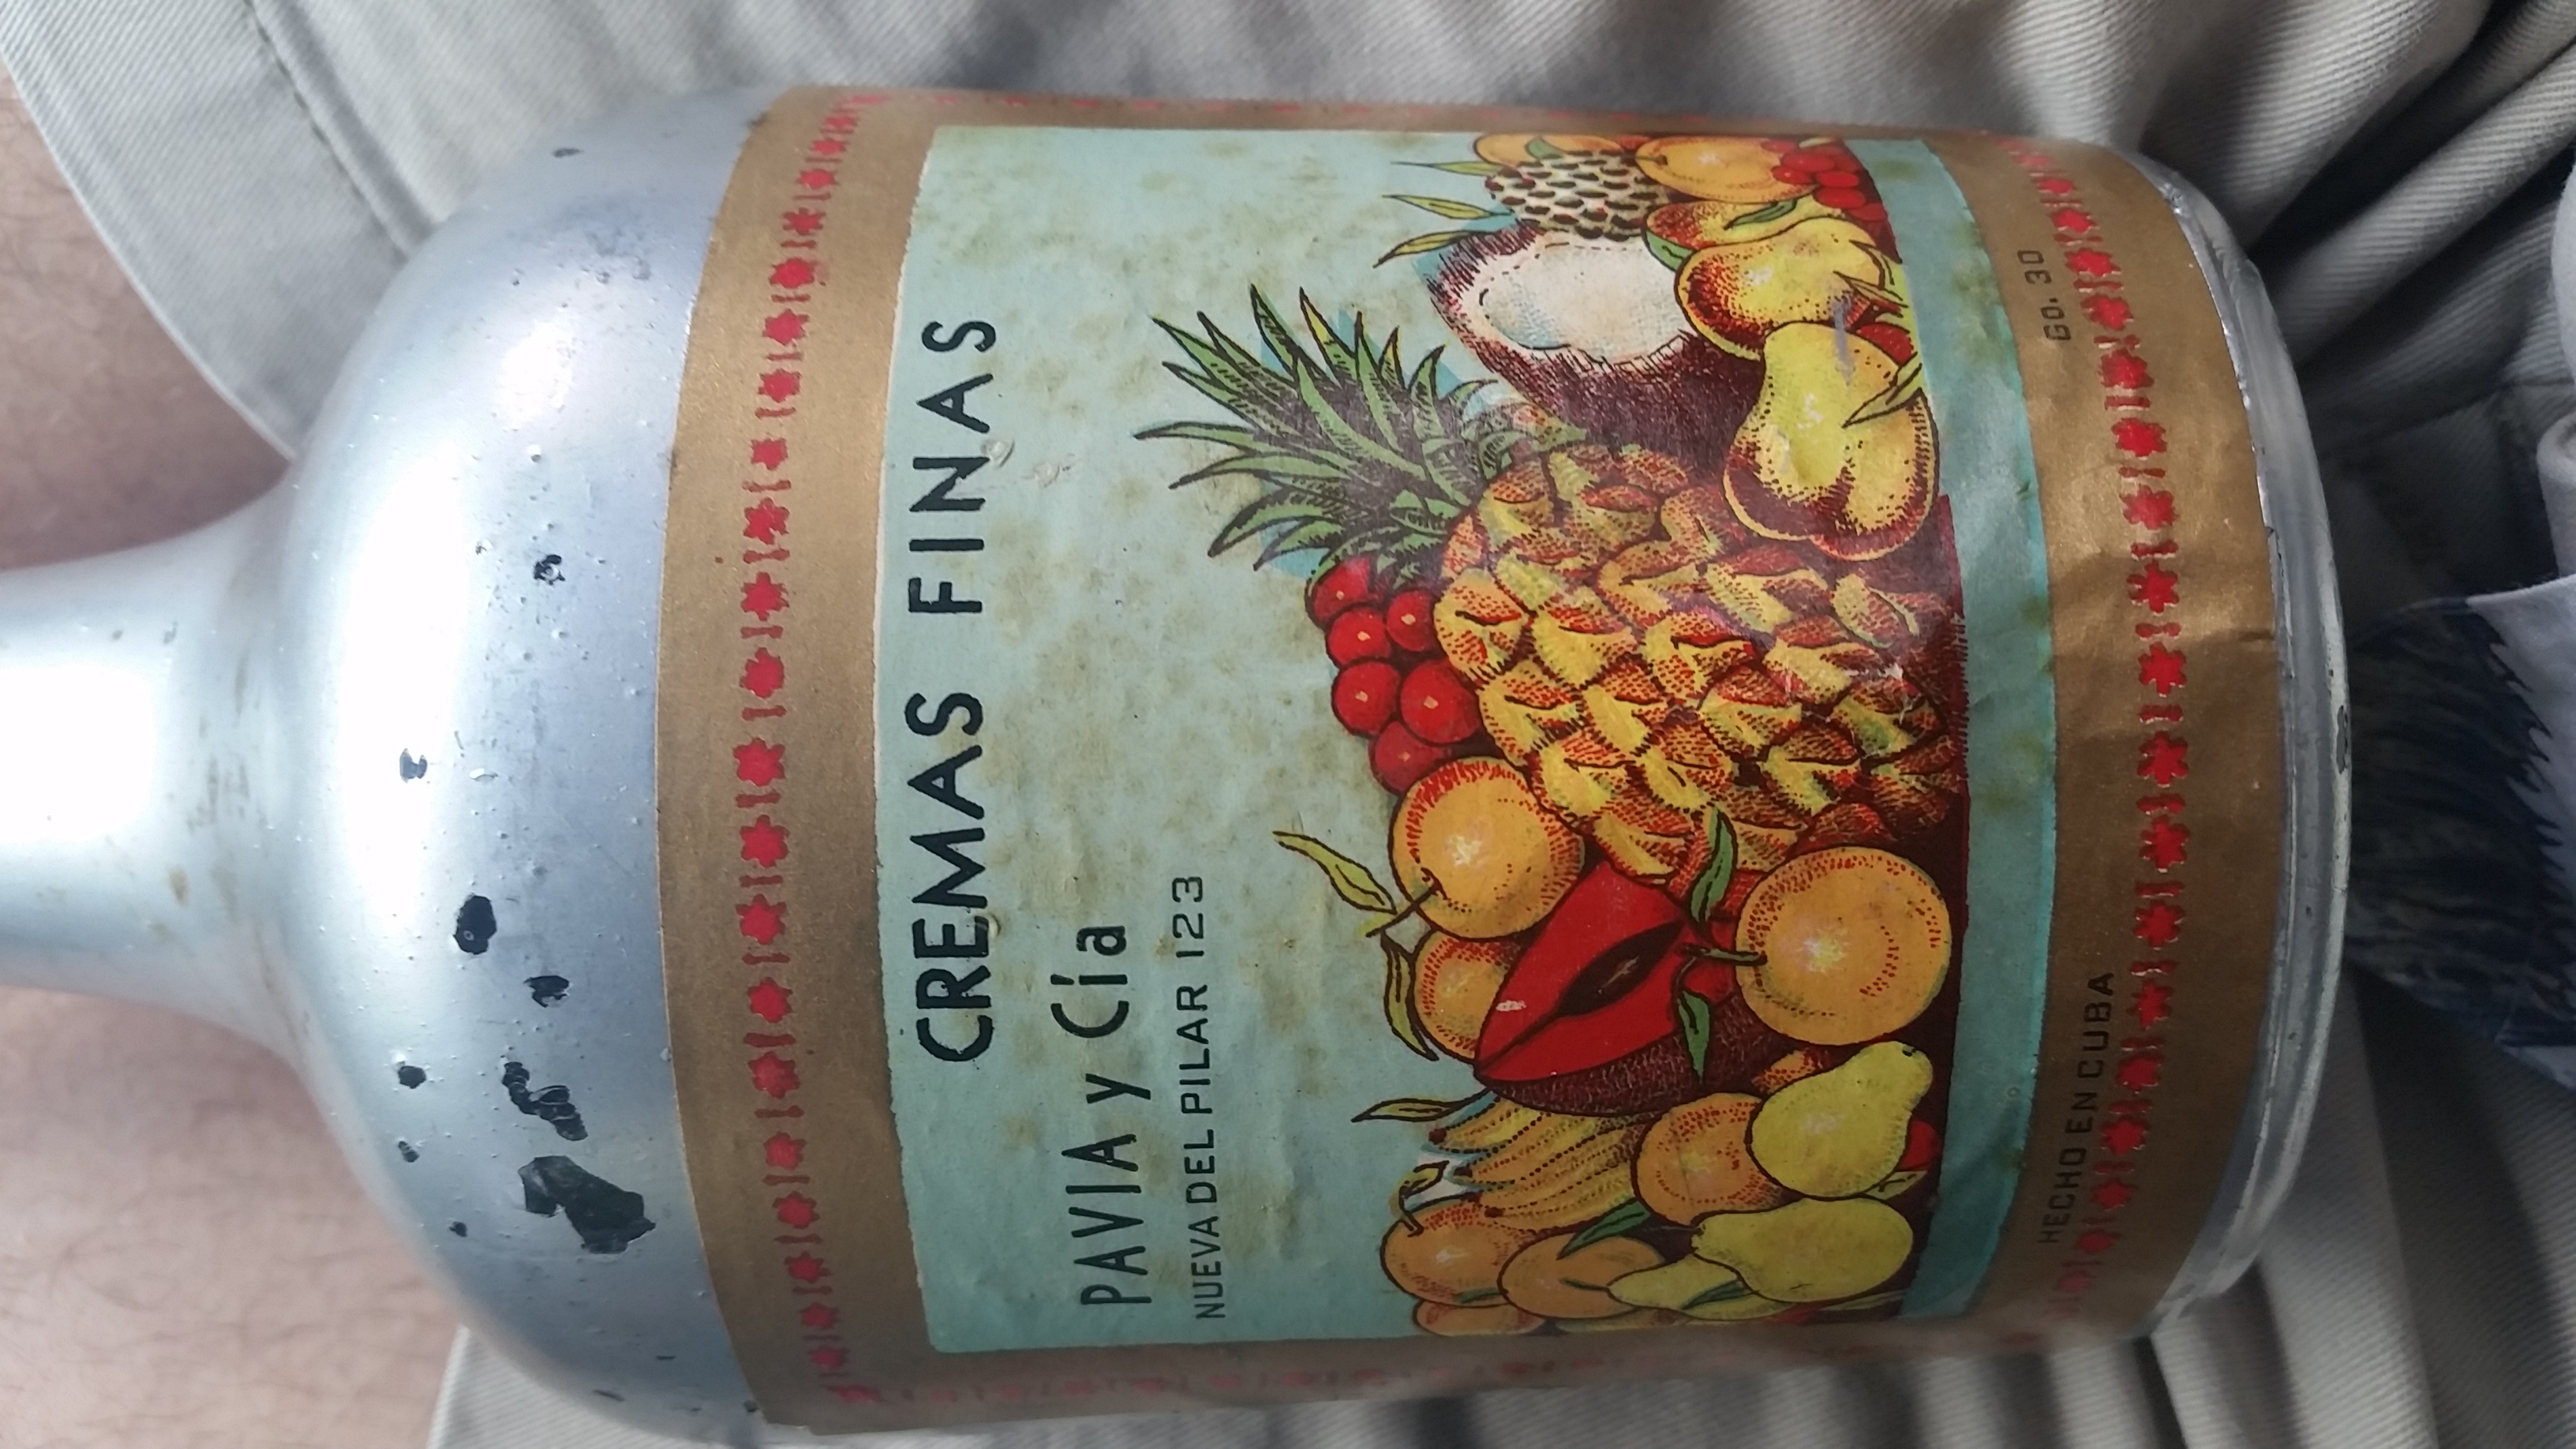 CREMAS FINAS
PAVIA y Cía
NUEVA DEL PILAR 123
HECHO EN CUBA
Go. 30